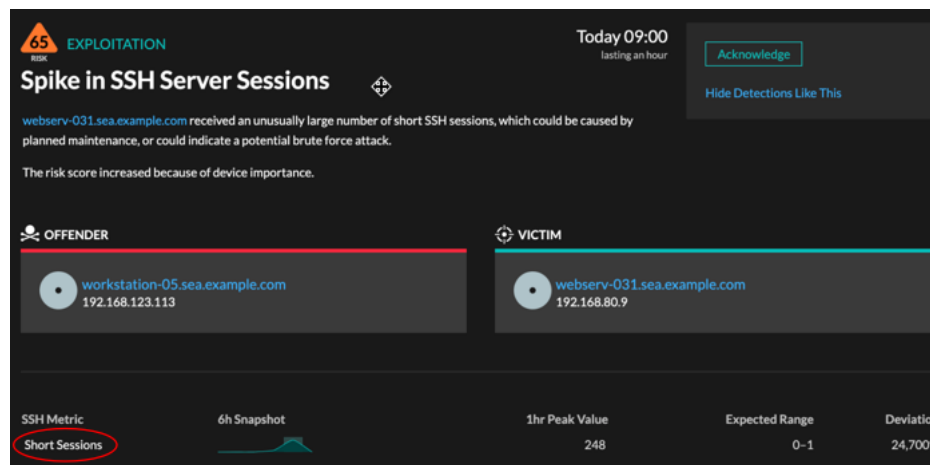 65
RISK
EXPLOITATION
Spike in SSH Server Sessions
Today 09:00
lasting an hour
Acknowledge
Hide Detections Like This
webserv-031.sea.example.com received an unusually large number of short SSH sessions, which could be caused by
planned maintenance, or could indicate a potential brute force attack.
The risk score increased because of device importance.
OFFENDER
VICTIM
workstation-05.sea.example.com
192.168.123.113
webserv-031.sea.example.com
192.168.80.9
SSH Metric 6h Snapshot 1hr Peak Value Expected Range Deviatio
Short Sessions 248 0–1 24,700